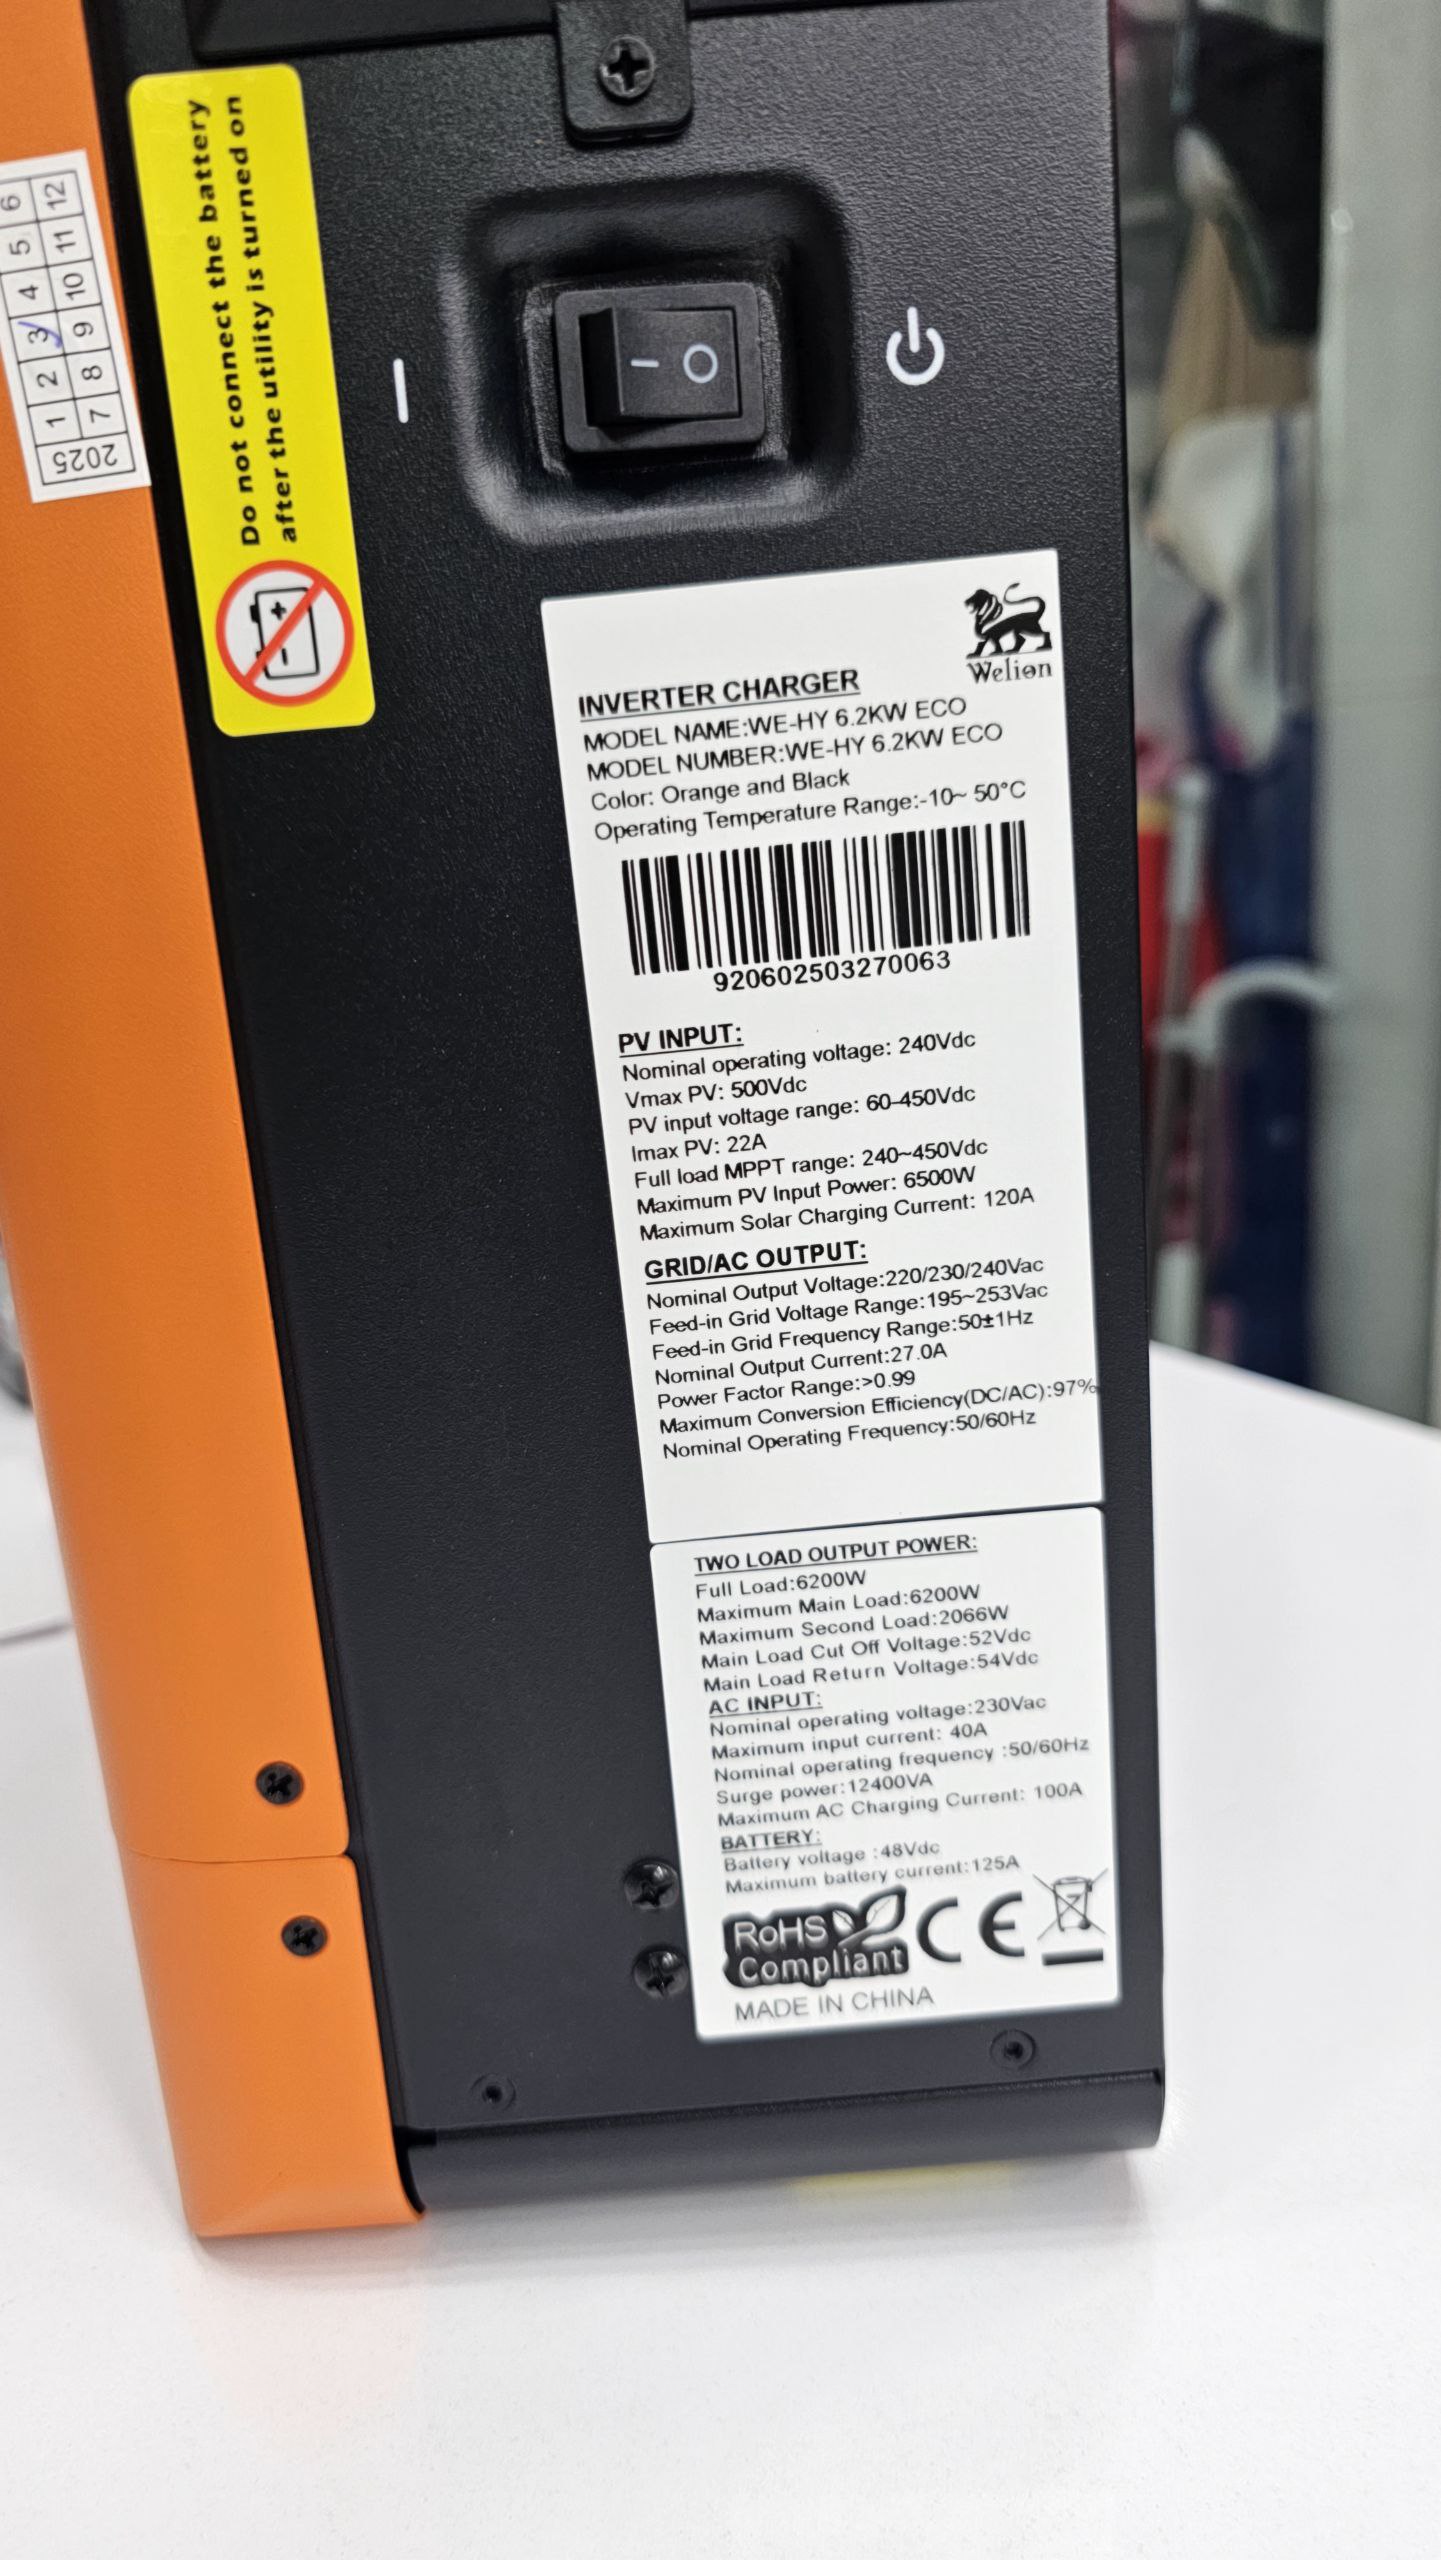 Do not connect the battery
after the utility is turned on
2025
1 2 3 4 5 6
7 8 9 10 11 12
Welion
INVERTER CHARGER
MODEL NAME:WE-HY 6.2KW ECO
MODEL NUMBER:WE-HY 6.2KW ECO
Color: Orange and Black
Operating Temperature Range:-10~ 50°C
920602503270063
PV INPUT:
Nominal operating voltage: 240Vdc
Vmax PV: 500Vdc
PV input voltage range: 60-450Vdc
Imax PV: 22A
Full load MPPT range: 240~450Vdc
Maximum PV Input Power: 6500W
Maximum Solar Charging Current: 120A
GRID/AC OUTPUT:
Nominal Output Voltage:220/230/240Vac
Feed-in Grid Voltage Range:195~253Vac
Feed-in Grid Frequency Range:50±1Hz
Nominal Output Current:27.0A
Power Factor Range:>0.99
Maximum Conversion Efficiency(DC/AC):97%
Nominal Operating Frequency:50/60Hz
TWO LOAD OUTPUT POWER:
Full Load:6200W
Maximum Main Load:6200W
Maximum Second Load:2066W
Main Load Cut Off Voltage:52Vdc
Main Load Return Voltage:54Vdc
AC INPUT:
Nominal operating voltage:230Vac
Maximum input current: 40A
Nominal operating frequency :50/60Hz
Surge power:12400VA
Maximum AC Charging Current: 100A
BATTERY:
Battery voltage :48Vdc
Maximum battery current:125A
RoHS
Compliant
CE
MADE IN CHINA